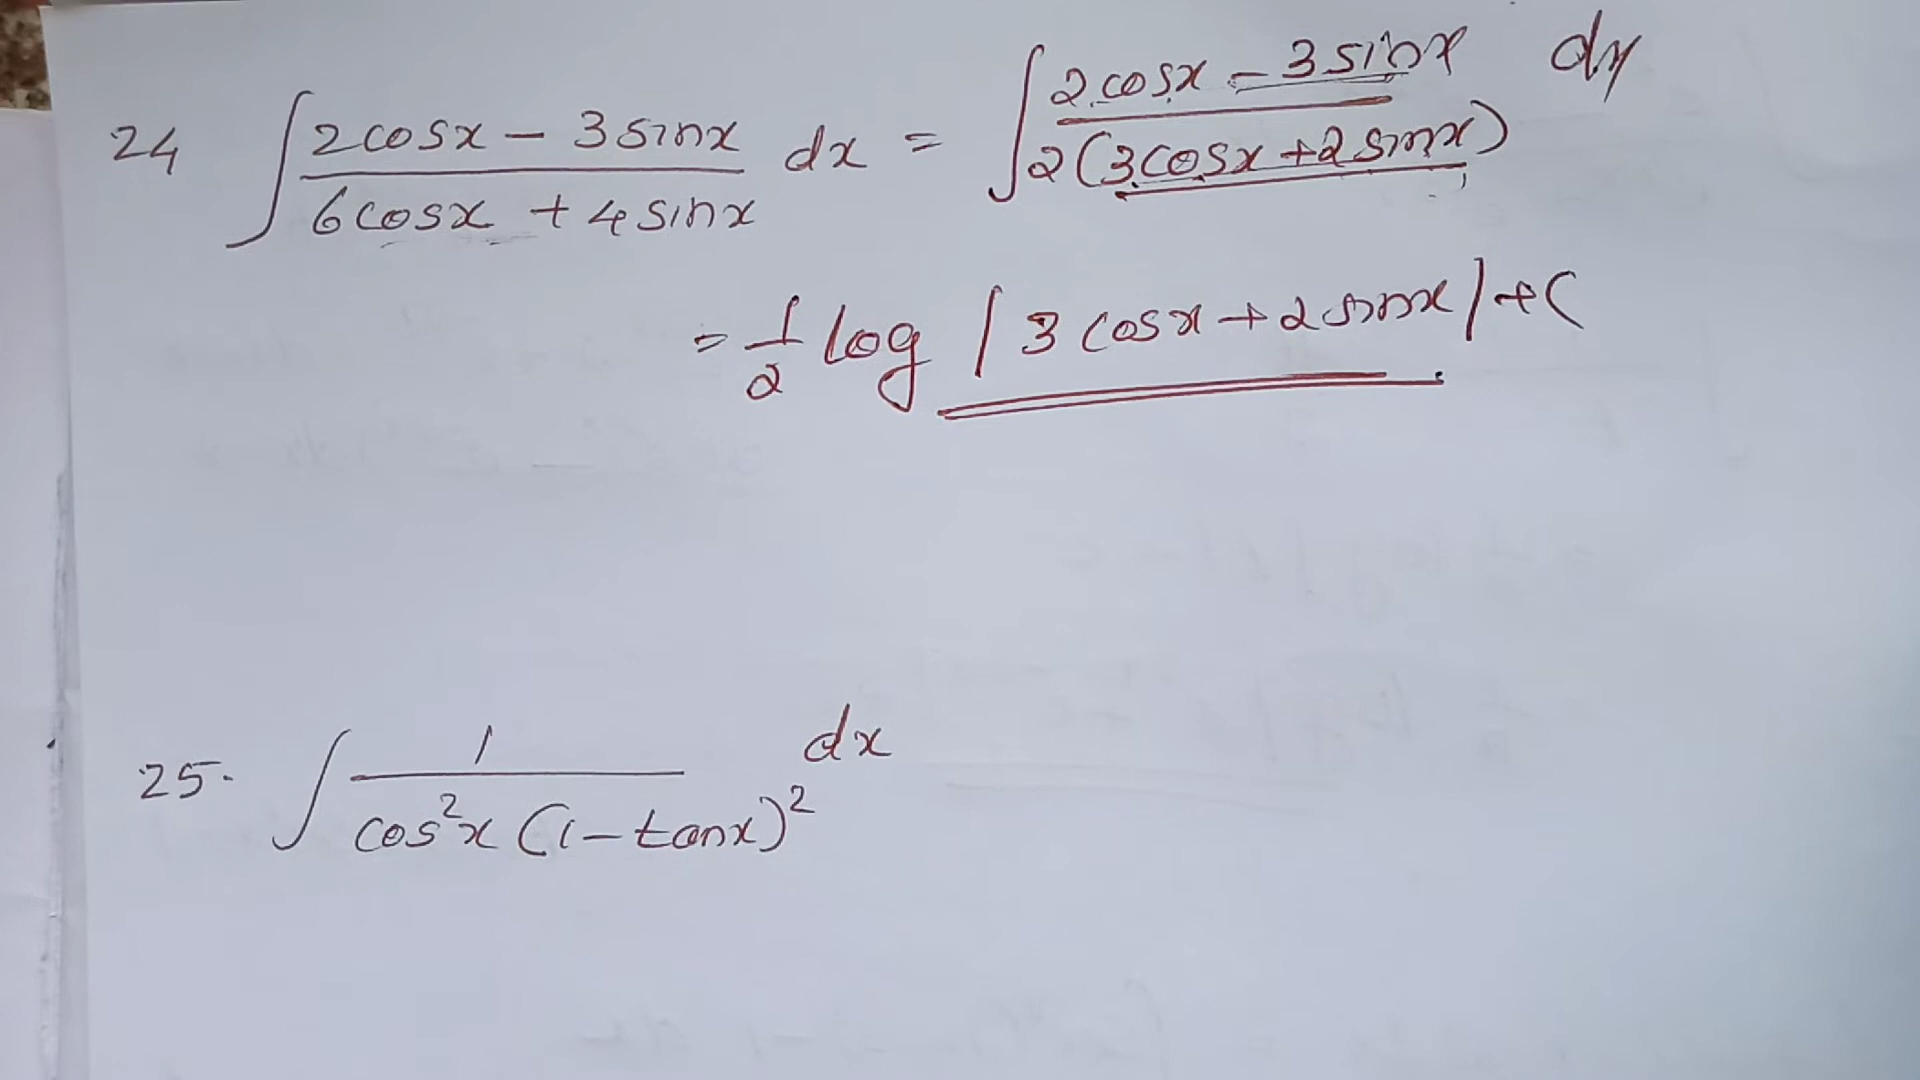 24 ∫ (2cosx - 3sinx)/(6cosx + 4sinx) dx = ∫ (2cosx - 3sinx)/(2(3cosx + 2sinx)) dx
= 1/2 log |3cosx + 2sinx| + C
25. ∫ 1/(cos²x (1 - tanx)²) dx